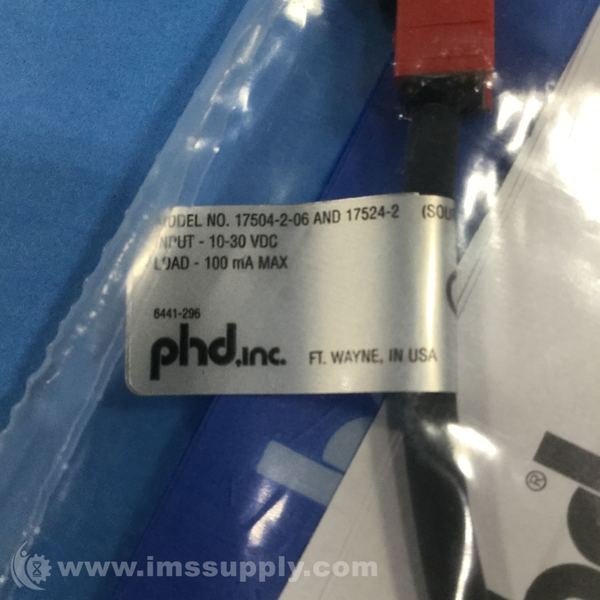 MODEL NO. 17504-2-06 AND 17524-2 (SOU
INPUT - 10-30 VDC
LOAD - 100 mA MAX
6441-296
phd,inc. FT. WAYNE, IN USA
®
www.imssupply.com